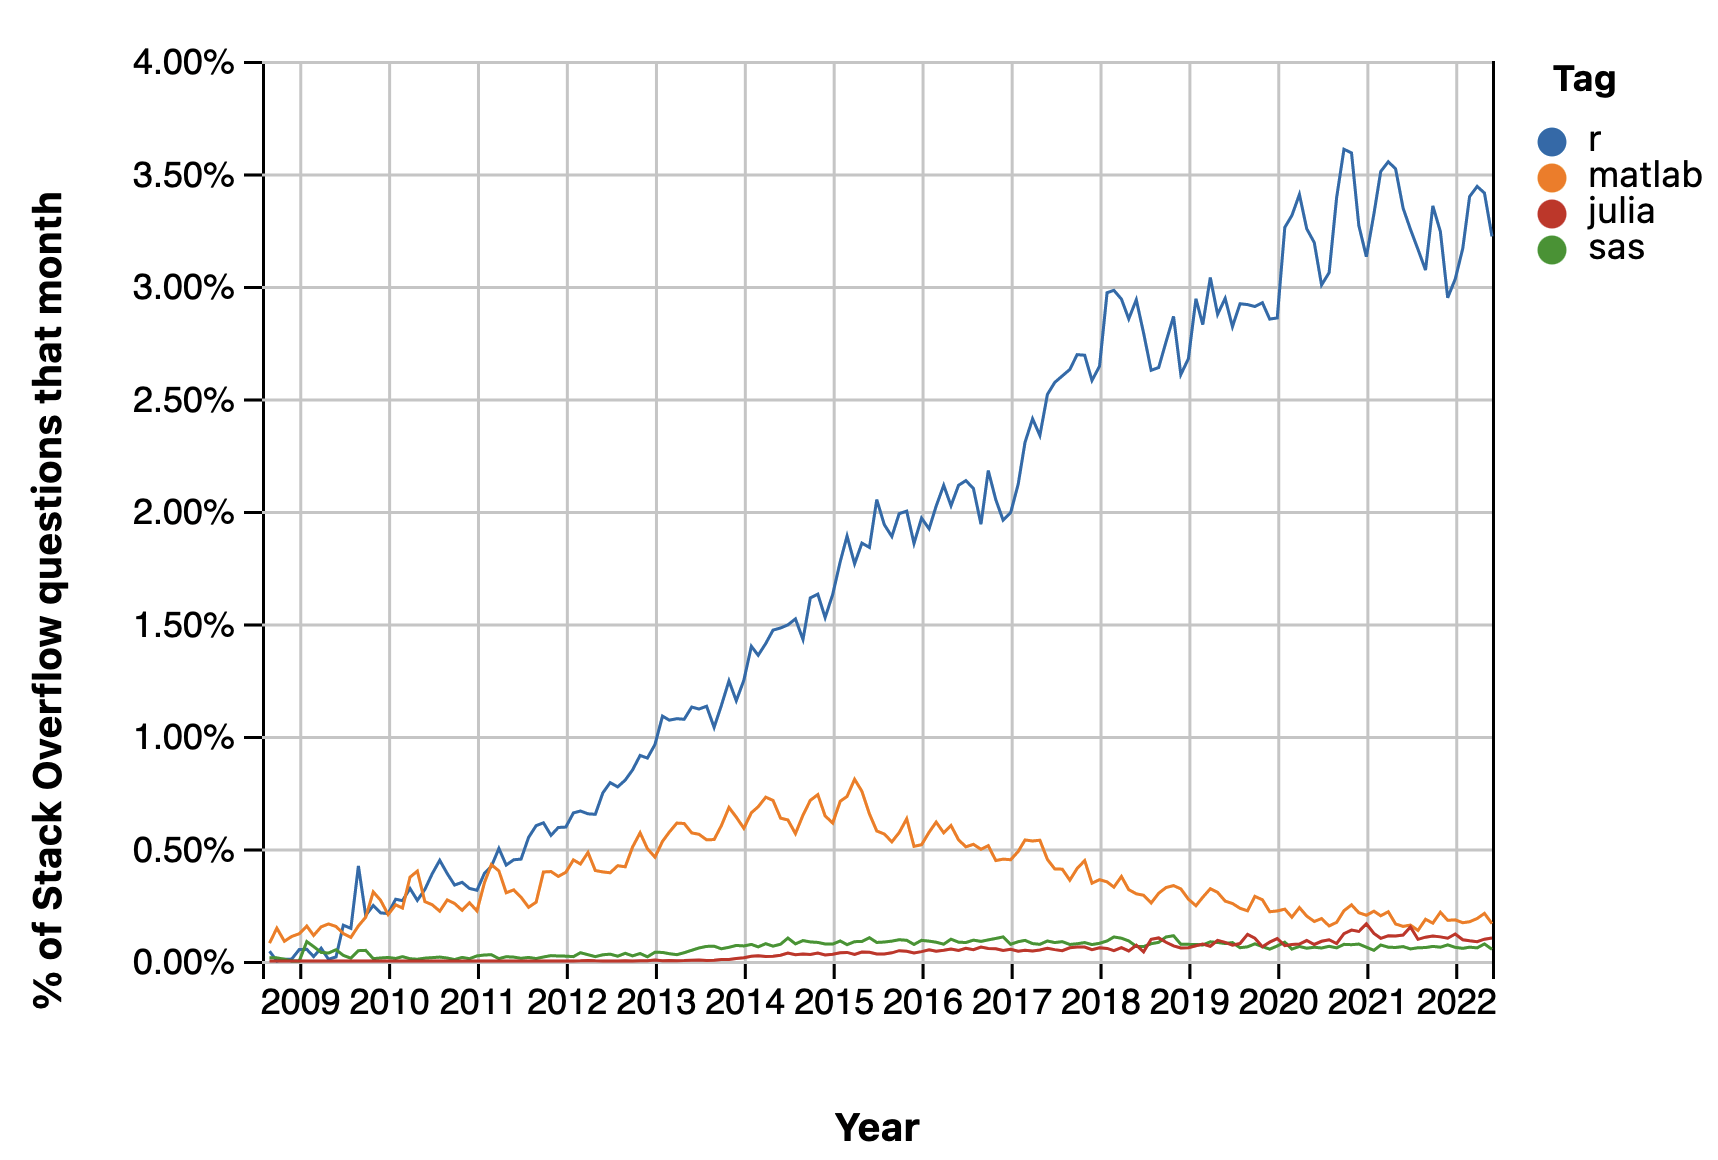 % of Stack Overflow questions that month
4.00%
3.50%
3.00%
2.50%
2.00%
1.50%
1.00%
0.50%
0.00%
2009 2010 2011 2012 2013 2014 2015 2016 2017 2018 2019 2020 2021 2022
Year
Tag
r
matlab
julia
sas